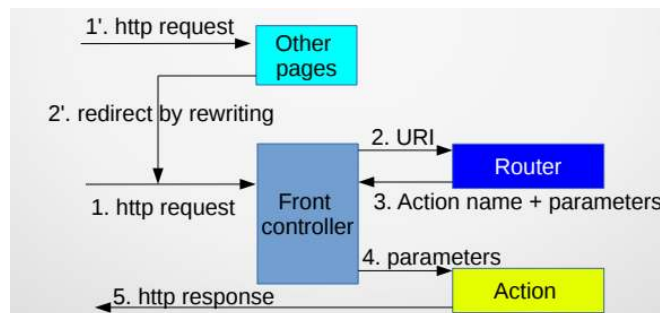 1'. http request
Other
pages
2'. redirect by rewriting
2. URI
Router
1. http request
Front
controller
3. Action name + parameters
4. parameters
Action
5. http response